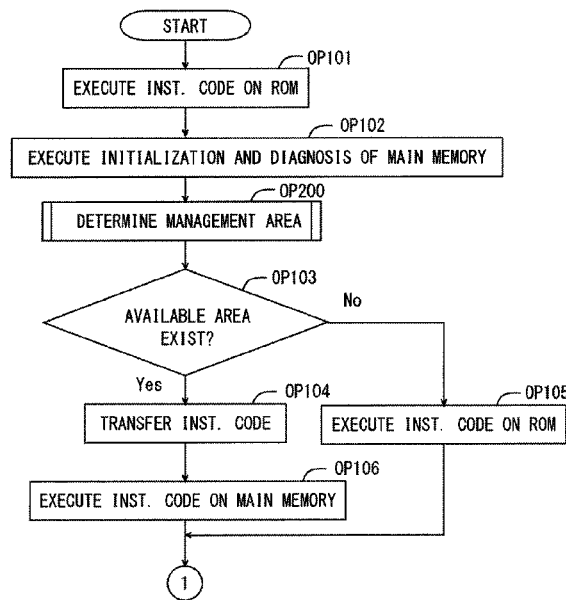 START
OP101
EXECUTE INST. CODE ON ROM
OP102
EXECUTE INITIALIZATION AND DIAGNOSIS OF MAIN MEMORY
OP200
DETERMINE MANAGEMENT AREA
OP103
AVAILABLE AREA
EXIST?
No
Yes
OP104
TRANSFER INST. CODE
OP105
EXECUTE INST. CODE ON ROM
OP106
EXECUTE INST. CODE ON MAIN MEMORY
1